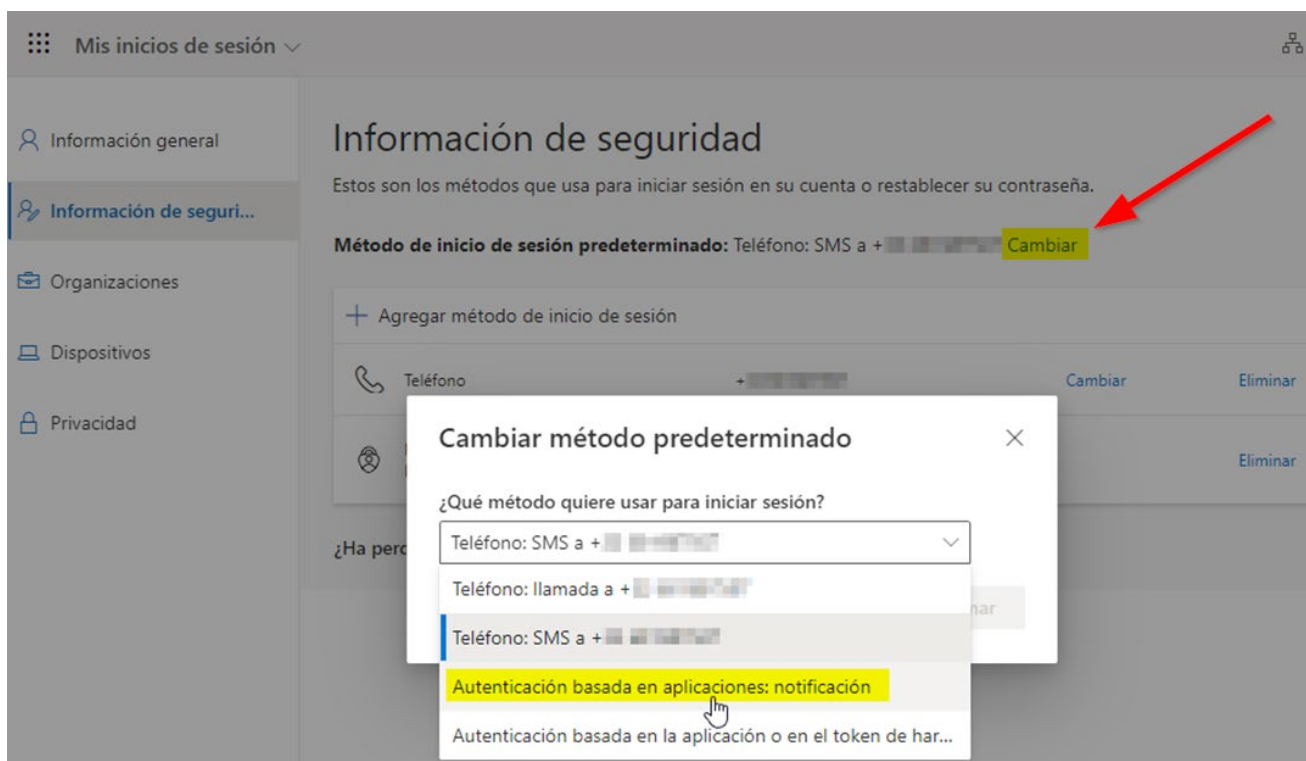 Mis inicios de sesión
Información general
Información de seguri...
Organizaciones
Dispositivos
Privacidad
Información de seguridad
Estos son los métodos que usa para iniciar sesión en su cuenta o restablecer su contraseña.
Método de inicio de sesión predeterminado: Teléfono: SMS a + Cambiar
Agregar método de inicio de sesión
Teléfono + Cambiar Eliminar
Eliminar
¿Ha
Cambiar método predeterminado
¿Qué método quiere usar para iniciar sesión?
Teléfono: SMS a +
Teléfono: llamada a +
Teléfono: SMS a +
Autenticación basada en aplicaciones: notificación
Autenticación basada en la aplicación o en el token de har...